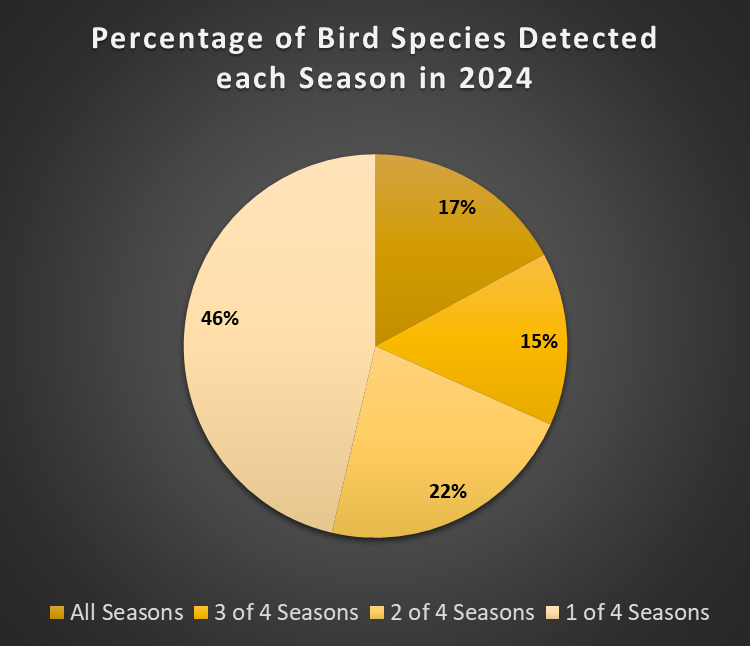 Percentage of Bird Species Detected
each Season in 2024
17%
15%
22%
46%
All Seasons 3 of 4 Seasons 2 of 4 Seasons 1 of 4 Seasons